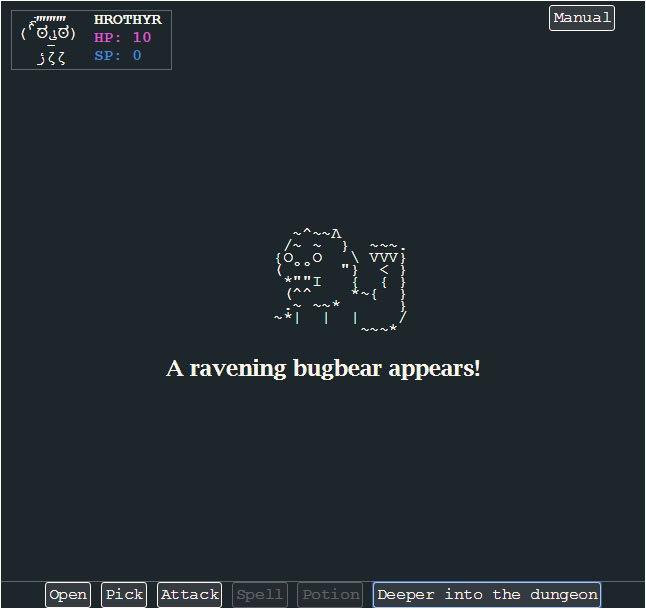 HROTHYR
HP: 10
SP: 0
Manual
A ravening bugbear appears!
Open
Pick
Attack
Spell
Potion
Deeper into the dungeon